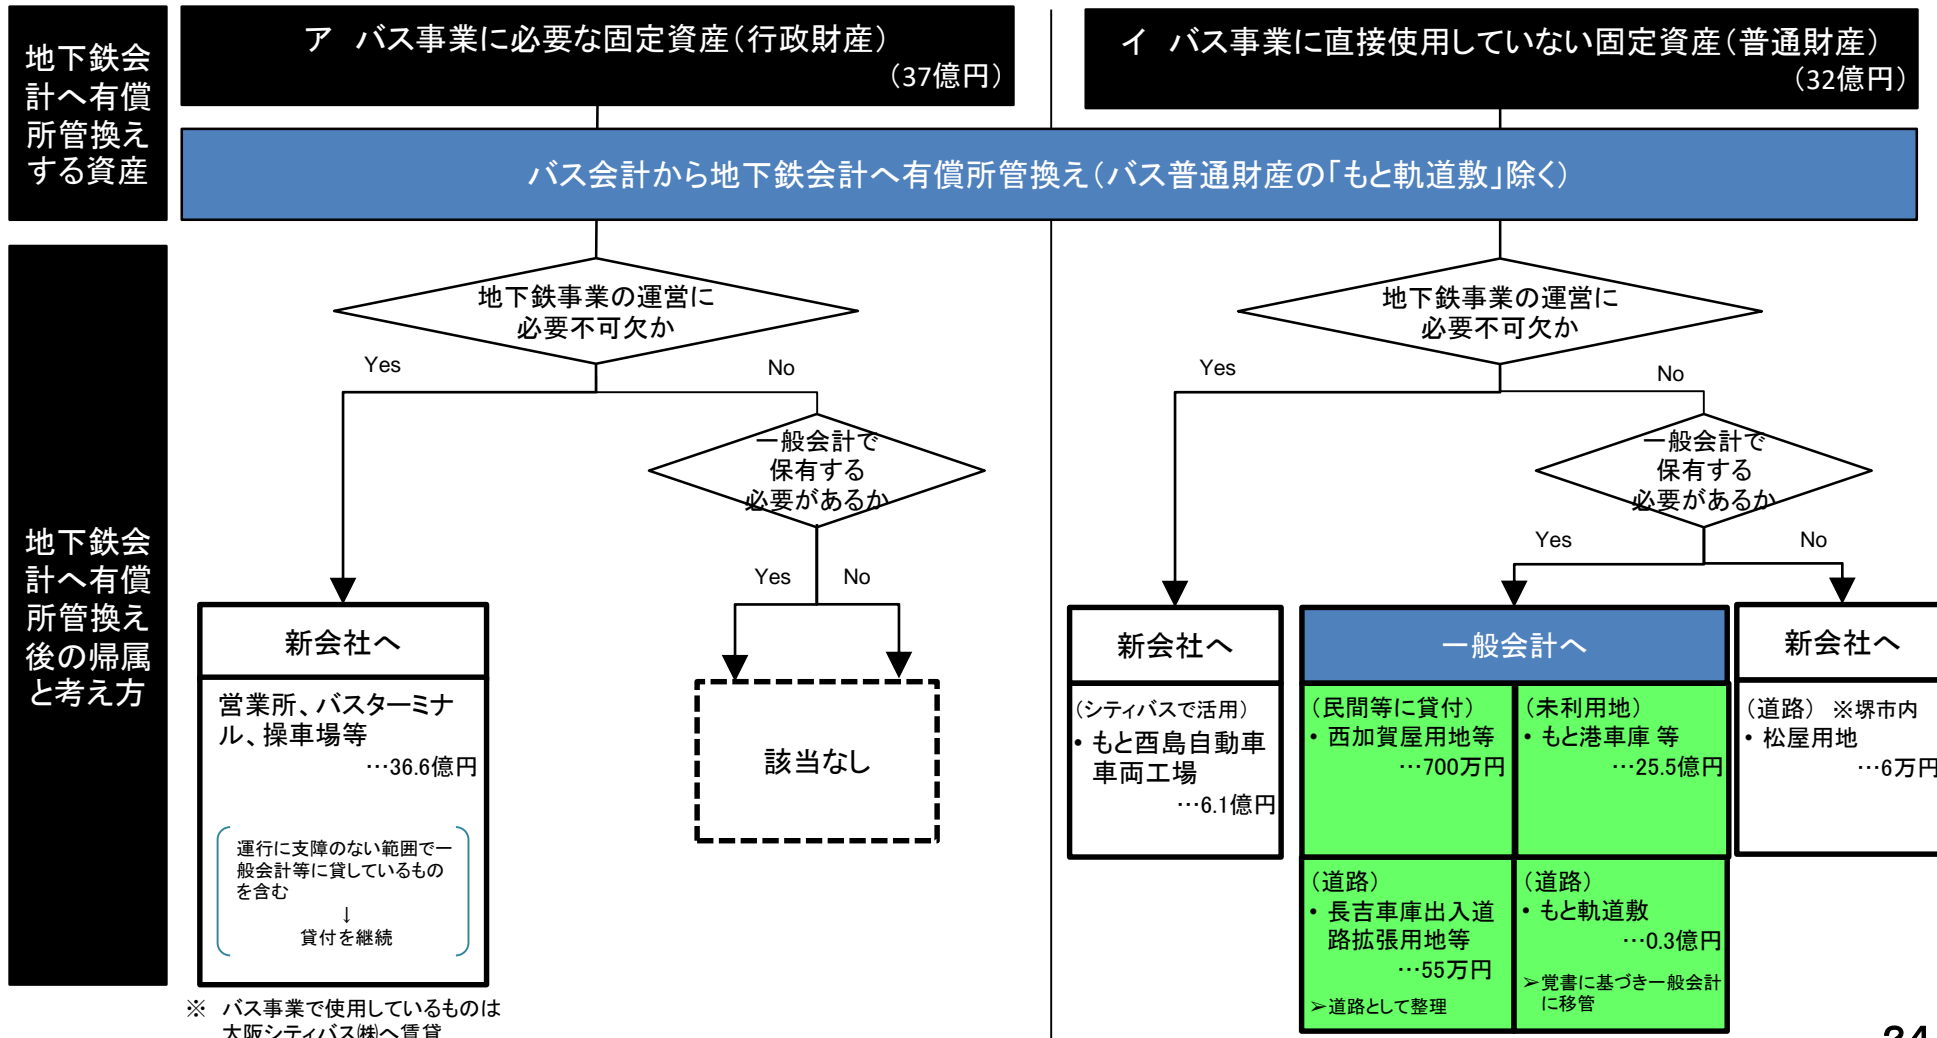 地下鉄会
計へ有償
所管換え
する資産
ア　バス事業に必要な固定資産(行政財産)
(37億円)
イ　バス事業に直接使用していない固定資産(普通財産)
(32億円)
バス会計から地下鉄会計へ有償所管換え(バス普通財産の「もと軌道敷」除く)
地下鉄会
計へ有償
所管換え
後の帰属
と考え方
地下鉄事業の運営に
必要不可欠か
Yes
No
一般会計で
保有する
必要があるか
Yes
No
新会社へ
営業所、バスターミナ
ル、操車場等
…36.6億円
運行に支障のない範囲で一
般会計等に貸しているもの
を含む
↓
貸付を継続
※　バス事業で使用しているものは
大阪シティバス㈱へ賃貸
該当なし
地下鉄事業の運営に
必要不可欠か
Yes
No
一般会計で
保有する
必要があるか
Yes
No
新会社へ
(シティバスで活用)
・もと酉島自動車
車両工場
…6.1億円
一般会計へ
(民間等に貸付)
・西加賀屋用地等
…700万円
(未利用地)
・もと港車庫 等
…25.5億円
(道路)
・長吉車庫出入道
路拡張用地等
…55万円
➢道路として整理
(道路)
・もと軌道敷
…0.3億円
➢覚書に基づき一般会計
に移管
新会社へ
(道路) ※堺市内
・松屋用地
…6万円